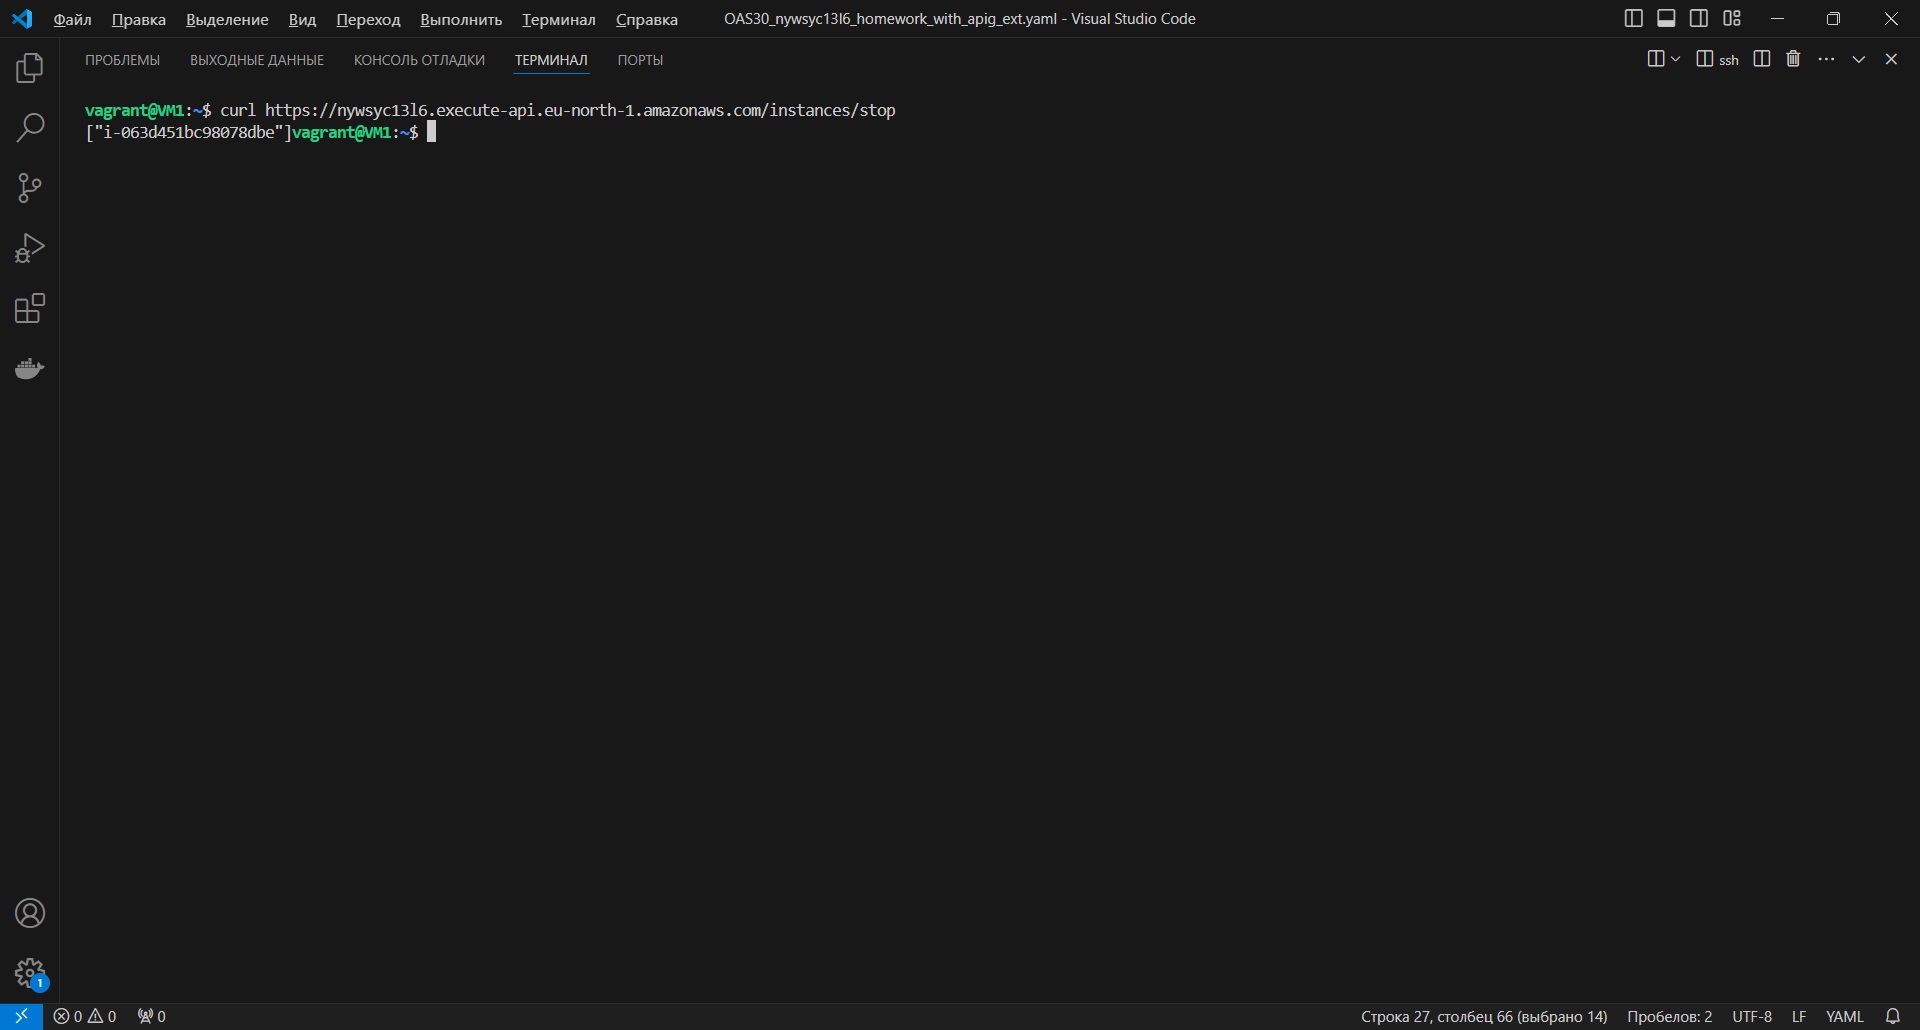 Файл Правка Выделение Вид Переход Выполнить Терминал Справка OAS30_nywsyc13l6_homework_with_apig_ext.yaml - Visual Studio Code
ПРОБЛЕМЫ ВЫХОДНЫЕ ДАННЫЕ КОНСОЛЬ ОТЛАДКИ ТЕРМИНАЛ ПОРТЫ ssh
vagrant@VM1:~$ curl https://nywsyc13l6.execute-api.eu-north-1.amazonaws.com/instances/stop
["i-063d451bc98078dbe"]vagrant@VM1:~$
1
0 0 0 Строка 27, столбец 66 (выбрано 14) Пробелов: 2 UTF-8 LF YAML